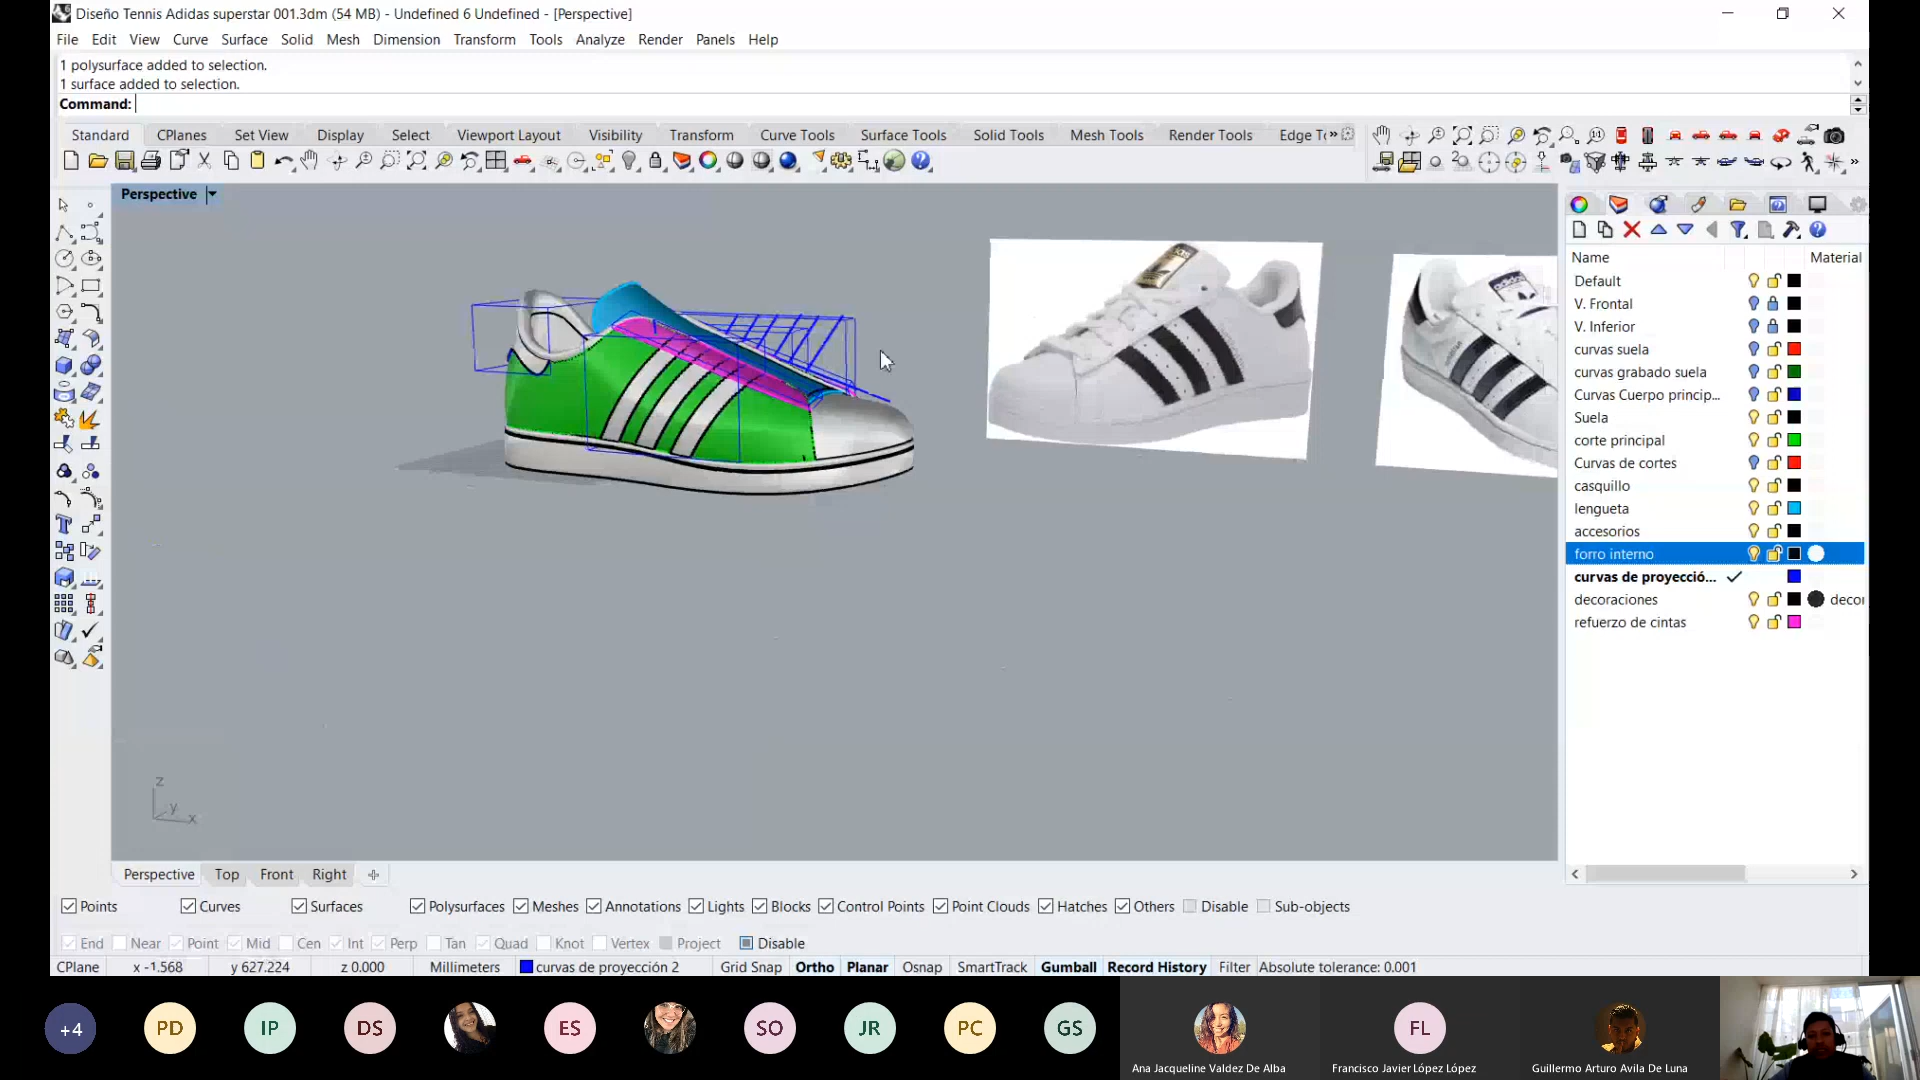 Diseño Tennis Adidas superstar 001.3dm (54 MB) - Undefined 6 Undefined - [Perspective]
File Edit View Curve Surface Solid Mesh Dimension Transform Tools Analyze Render Panels Help
1 polysurface added to selection.
1 surface added to selection.
Command:
Standard CPlanes Set View Display Select Viewport Layout Visibility Transform Curve Tools Surface Tools Solid Tools Mesh Tools Render Tools Edge To »
Perspective
Name Material
Default
V. Frontal
V. Inferior
curvas suela
curvas grabado suela
Curvas Cuerpo princip...
Suela
corte principal
Curvas de cortes
casquillo
lengueta
accesorios
forro interno
curvas de proyecció...
decoraciones decor
refuerzo de cintas
z
y
x
Perspective Top Front Right
Points Curves Surfaces Polysurfaces Meshes Annotations Lights Blocks Control Points Point Clouds Hatches Others Disable Sub-objects
End Near Point Mid Cen Int Perp Tan Quad Knot Vertex Project Disable
CPlane x -1.568 y 627.224 z 0.000 Millimeters curvas de proyección 2 Grid Snap Ortho Planar Osnap SmartTrack Gumball Record History Filter Absolute tolerance: 0.001
+4 PD IP DS ES SO JR PC GS FL
Ana Jacqueline Valdez De Alba Francisco Javier López López Guillermo Arturo Avila De Luna